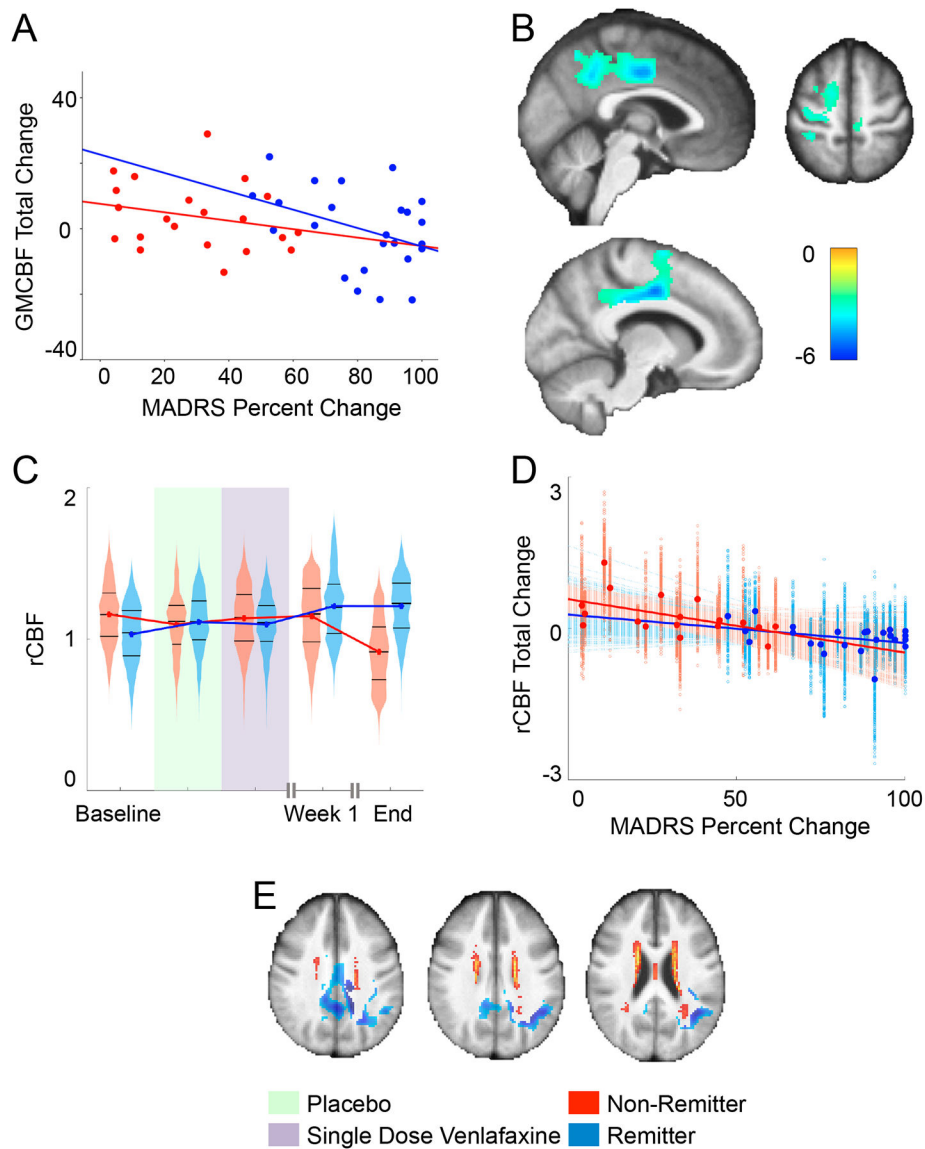 A
GMCBF Total Change
40
0
-40
0 20 40 60 80 100
MADRS Percent Change
B
0
-6
C
rCBF
2
1
0
Baseline Week 1 End
D
rCBF Total Change
3
0
-3
0 50 100
MADRS Percent Change
E
Placebo
Single Dose Venlafaxine
Non-Remitter
Remitter